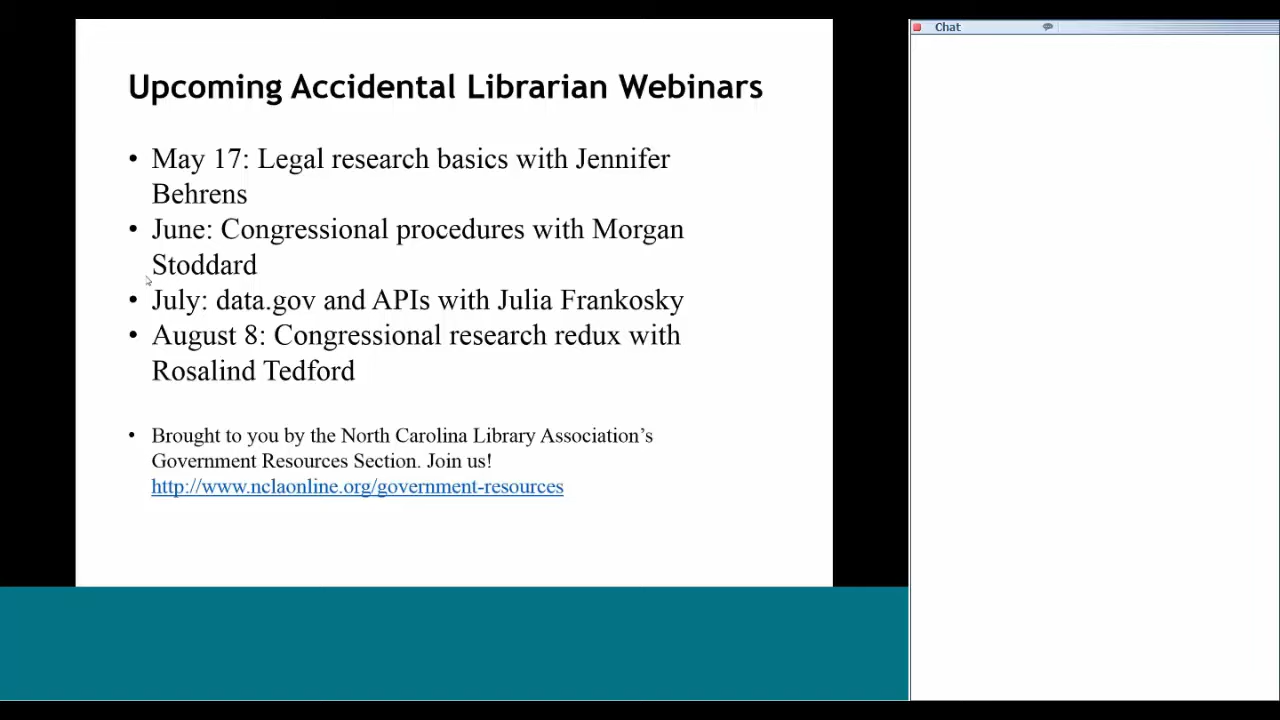 Upcoming Accidental Librarian Webinars
• May 17: Legal research basics with Jennifer
Behrens
• June: Congressional procedures with Morgan
Stoddard
• July: data.gov and APIs with Julia Frankosky
• August 8: Congressional research redux with
Rosalind Tedford
• Brought to you by the North Carolina Library Association’s
Government Resources Section. Join us!
http://www.nclaonline.org/government-resources
Chat